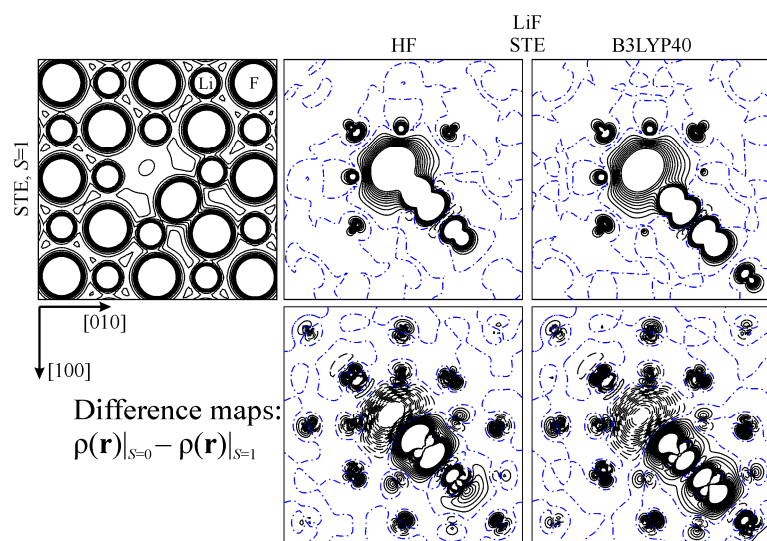 LiF
HF
STE
B3LYP40
Li
F
STE, S=1
[010]
[100]
Difference maps:
ρ(r)|S=0 – ρ(r)|S=1